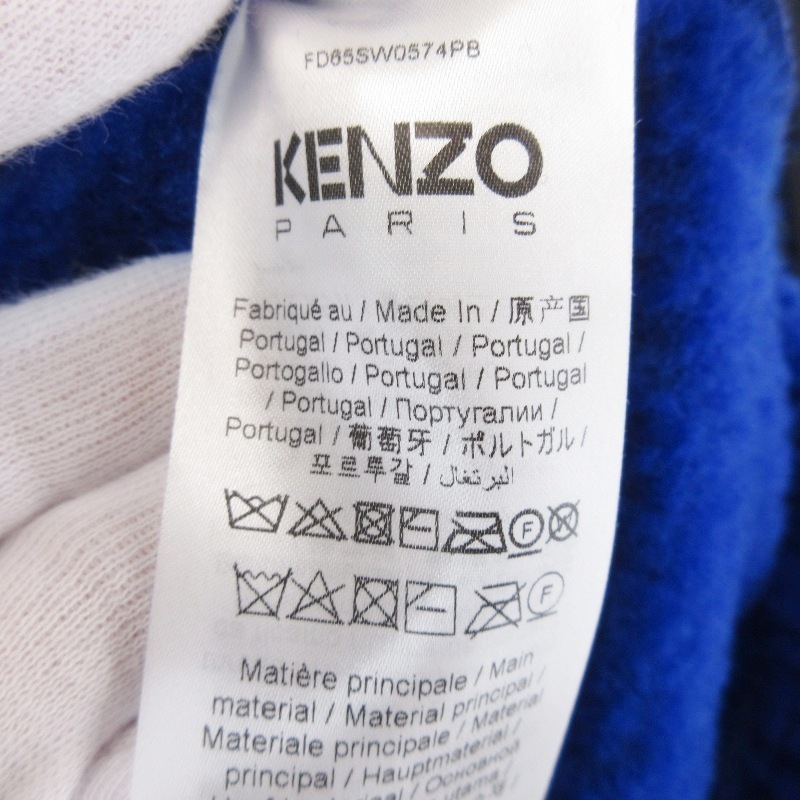 FD65SW0574PB
KENZO
PARIS
Fabriqué au / Made In / 原产国
Portugal / Portugal / Portugal /
Portogallo / Portugal / Portugal
/ Portugal / Португалии /
Portugal / 葡萄牙 / ポルトガル /
포르투갈 / البرتغال
F
F
Matière principale / Main
material / Material principal /
Materiale principale / Material
principal / Hauptmaterial /
Основной